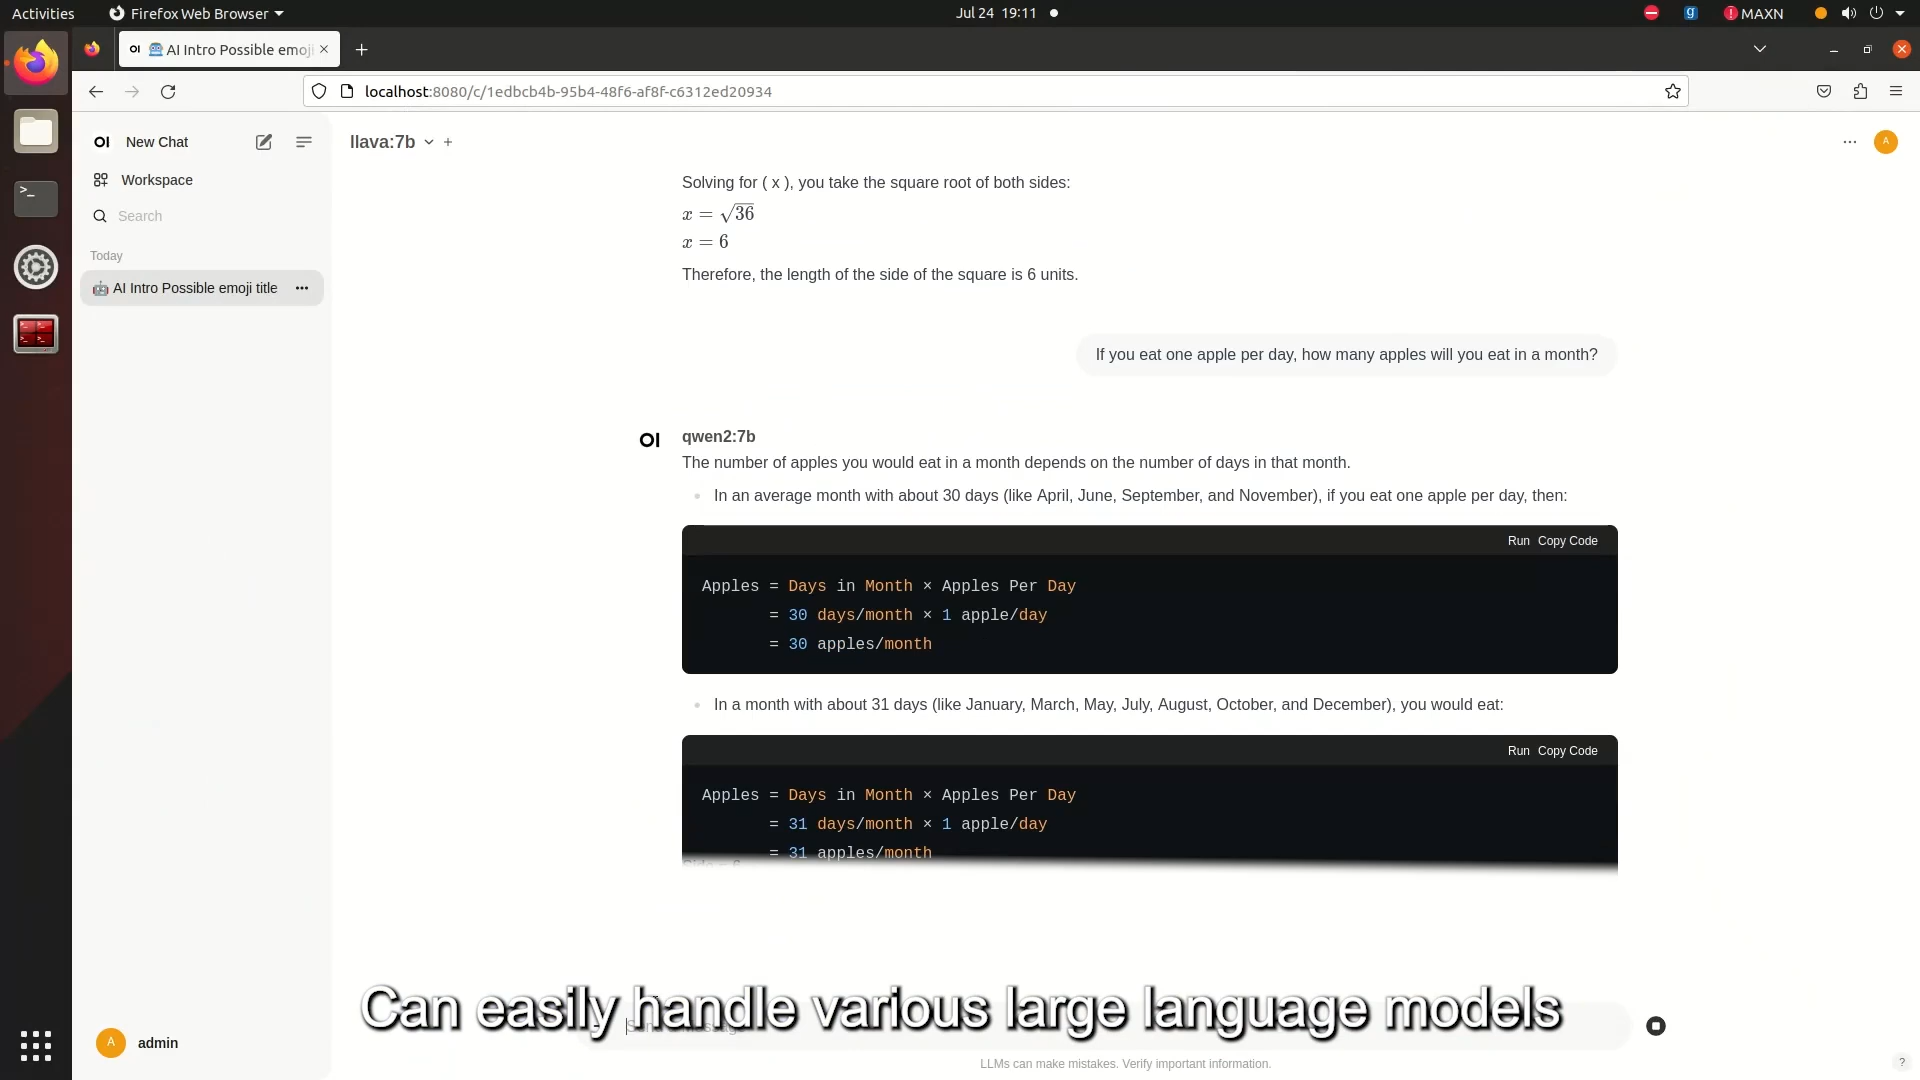 Activities
Firefox Web Browser
Jul 24 19:11
MAXN
OI AI Intro Possible emoji
localhost:8080/c/1edbcb4b-95b4-48f6-af8f-c6312ed20934
OI New Chat
Workspace
Search
Today
AI Intro Possible emoji title
llava:7b
A
Solving for ( x ), you take the square root of both sides:
x = √36
x = 6
Therefore, the length of the side of the square is 6 units.
If you eat one apple per day, how many apples will you eat in a month?
OI qwen2:7b
The number of apples you would eat in a month depends on the number of days in that month.
In an average month with about 30 days (like April, June, September, and November), if you eat one apple per day, then:
Run Copy Code
Apples = Days in Month × Apples Per Day
= 30 days/month × 1 apple/day
= 30 apples/month
In a month with about 31 days (like January, March, May, July, August, October, and December), you would eat:
Run Copy Code
Apples = Days in Month × Apples Per Day
= 31 days/month × 1 apple/day
= 31 apples/month
Side = 6
Can easily handle various large language models
A admin
LLMs can make mistakes. Verify important information.
?